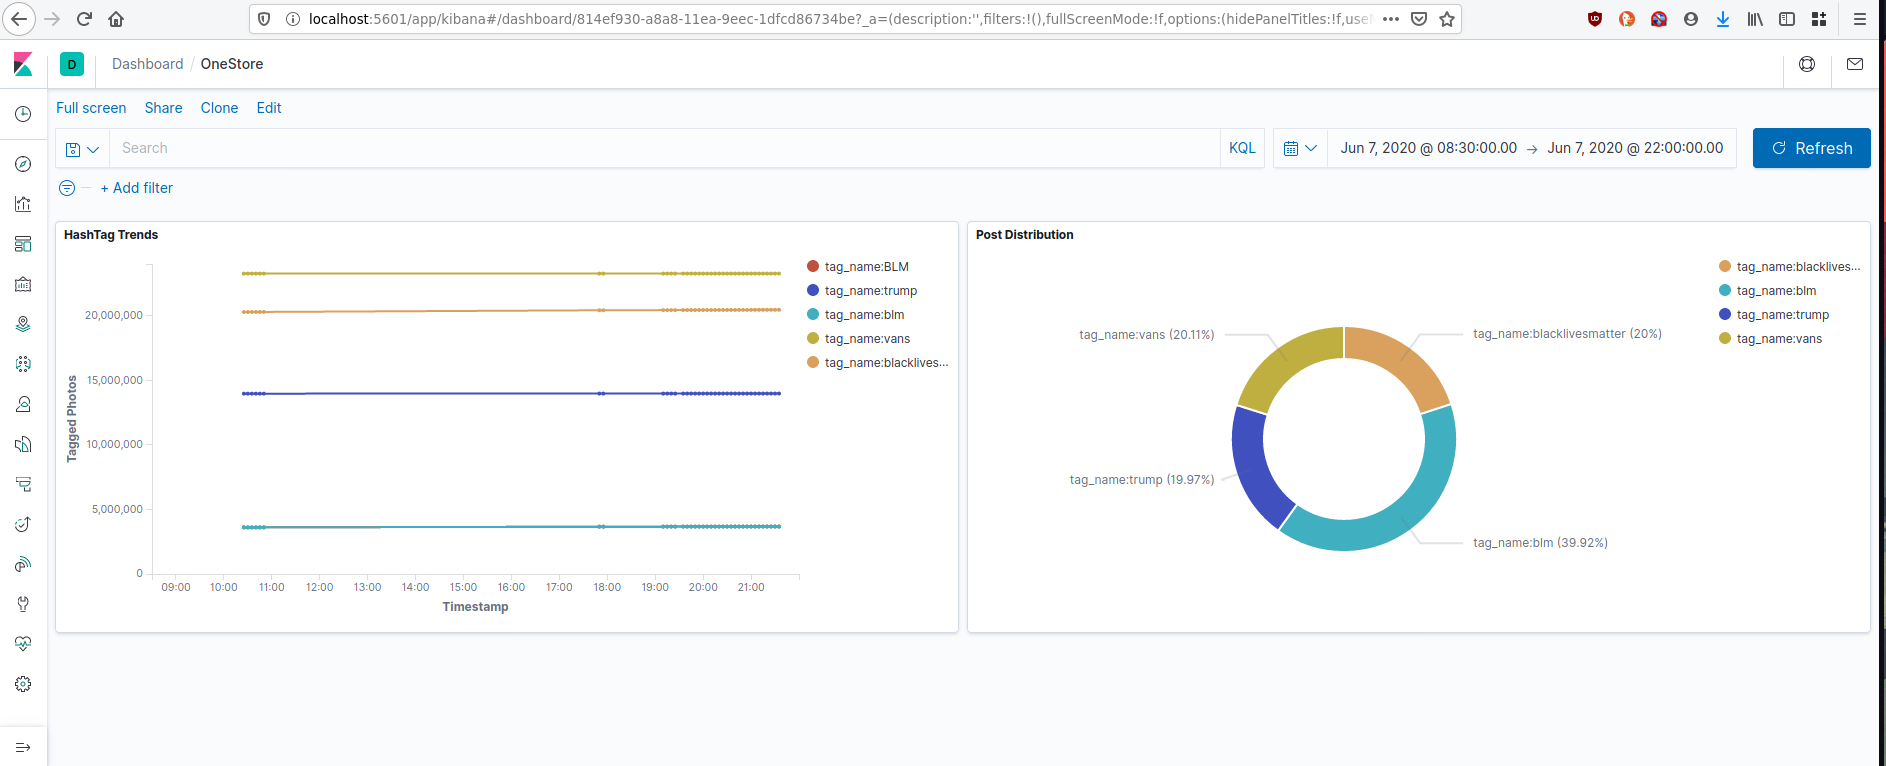 localhost:5601/app/kibana#/dashboard/814ef930-a8a8-11ea-9eec-1dfcd86734be?_a=(description:'',filters:!(),fullScreenMode:!f,options:(hidePanelTitles:!f,use
D
Dashboard / OneStore
Full screen Share Clone Edit
Search
KQL
Jun 7, 2020 @ 08:30:00.00 → Jun 7, 2020 @ 22:00:00.00
Refresh
+ Add filter
HashTag Trends
Tagged Photos
20,000,000
15,000,000
10,000,000
5,000,000
0
09:00 10:00 11:00 12:00 13:00 14:00 15:00 16:00 17:00 18:00 19:00 20:00 21:00
Timestamp
tag_name:BLM
tag_name:trump
tag_name:blm
tag_name:vans
tag_name:blacklives...
Post Distribution
tag_name:vans (20.11%)
tag_name:blacklivesmatter (20%)
tag_name:trump (19.97%)
tag_name:blm (39.92%)
tag_name:blacklives...
tag_name:blm
tag_name:trump
tag_name:vans